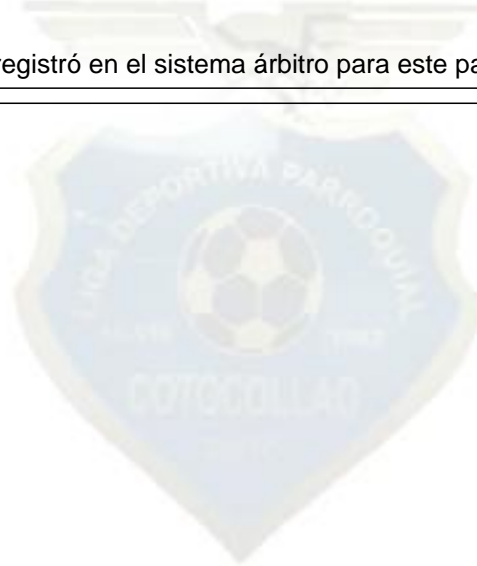 registró en el sistema árbitro para este pa
LIGA DEPORTIVA PARROQUIAL
COTOCOLLAO